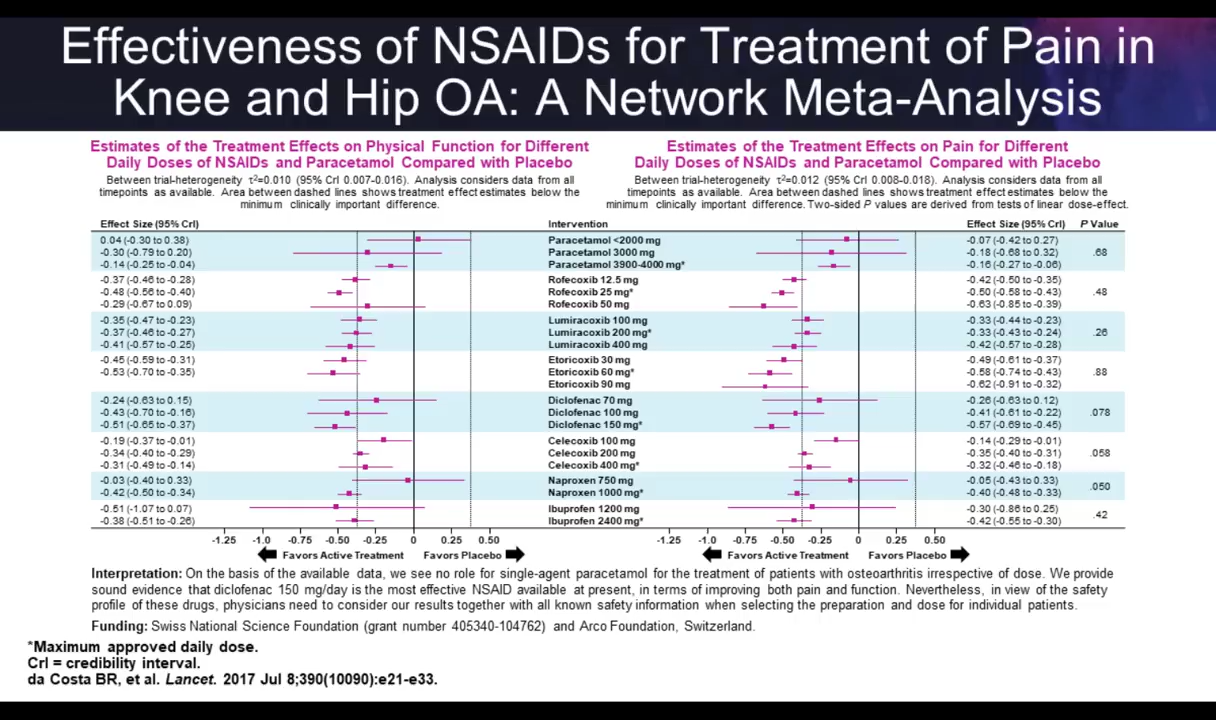 Effectiveness of NSAIDs for Treatment of Pain in
Knee and Hip OA: A Network Meta-Analysis
Estimates of the Treatment Effects on Physical Function for Different
Daily Doses of NSAIDs and Paracetamol Compared with Placebo
Between trial-heterogeneity τ²=0.010 (95% CrI 0.007-0.016). Analysis considers data from all
timepoints as available. Area between dashed lines shows treatment effect estimates below the
minimum clinically important difference.
Estimates of the Treatment Effects on Pain for Different
Daily Doses of NSAIDs and Paracetamol Compared with Placebo
Between trial-heterogeneity τ²=0.012 (95% CrI 0.008-0.018). Analysis considers data from all
timepoints as available. Area between dashed lines shows treatment effect estimates below the
minimum clinically important difference. Two-sided P values are derived from tests of linear dose-effect.
Effect Size (95% CrI) Intervention Effect Size (95% CrI) P Value
0.04 (-0.30 to 0.38) Paracetamol <2000 mg -0.07 (-0.42 to 0.27)
-0.30 (-0.79 to 0.20) Paracetamol 3000 mg -0.18 (-0.68 to 0.32) .68
-0.14 (-0.25 to -0.04) Paracetamol 3900-4000 mg* -0.16 (-0.27 to -0.06)
-0.37 (-0.46 to -0.28) Rofecoxib 12.5 mg -0.42 (-0.50 to -0.35)
-0.48 (-0.56 to -0.40) Rofecoxib 25 mg* -0.50 (-0.58 to -0.43) .48
-0.29 (-0.67 to 0.09) Rofecoxib 50 mg -0.63 (-0.85 to -0.39)
-0.35 (-0.47 to -0.23) Lumiracoxib 100 mg -0.33 (-0.44 to -0.23)
-0.37 (-0.46 to -0.27) Lumiracoxib 200 mg* -0.33 (-0.43 to -0.24) .26
-0.41 (-0.57 to -0.25) Lumiracoxib 400 mg -0.42 (-0.57 to -0.28)
-0.45 (-0.59 to -0.31) Etoricoxib 30 mg -0.49 (-0.61 to -0.37)
-0.53 (-0.70 to -0.35) Etoricoxib 60 mg* -0.58 (-0.74 to -0.43) .88
Etoricoxib 90 mg -0.62 (-0.91 to -0.32)
-0.24 (-0.63 to 0.15) Diclofenac 70 mg -0.26 (-0.63 to 0.12)
-0.43 (-0.70 to -0.16) Diclofenac 100 mg -0.41 (-0.61 to -0.22) .078
-0.51 (-0.65 to -0.37) Diclofenac 150 mg* -0.57 (-0.69 to -0.45)
-0.19 (-0.37 to -0.01) Celecoxib 100 mg -0.14 (-0.29 to -0.01)
-0.34 (-0.40 to -0.29) Celecoxib 200 mg -0.35 (-0.40 to -0.31) .058
-0.31 (-0.49 to -0.14) Celecoxib 400 mg* -0.32 (-0.46 to -0.18)
-0.03 (-0.40 to 0.33) Naproxen 750 mg -0.05 (-0.43 to 0.33) .050
-0.42 (-0.50 to -0.34) Naproxen 1000 mg* -0.40 (-0.48 to -0.33)
-0.51 (-1.07 to 0.07) Ibuprofen 1200 mg -0.30 (-0.86 to 0.25) .42
-0.38 (-0.51 to -0.26) Ibuprofen 2400 mg* -0.42 (-0.55 to -0.30)
-1.25 -1.0 -0.75 -0.50 -0.25 0 0.25 0.50 -1.25 -1.0 -0.75 -0.50 -0.25 0 0.25 0.50
Favors Active Treatment Favors Placebo Favors Active Treatment Favors Placebo
Interpretation: On the basis of the available data, we see no role for single-agent paracetamol for the treatment of patients with osteoarthritis irrespective of dose. We provide
sound evidence that diclofenac 150 mg/day is the most effective NSAID available at present, in terms of improving both pain and function. Nevertheless, in view of the safety
profile of these drugs, physicians need to consider our results together with all known safety information when selecting the preparation and dose for individual patients.
Funding: Swiss National Science Foundation (grant number 405340-104762) and Arco Foundation, Switzerland.
*Maximum approved daily dose.
CrI = credibility interval.
da Costa BR, et al. Lancet. 2017 Jul 8;390(10090):e21-e33.